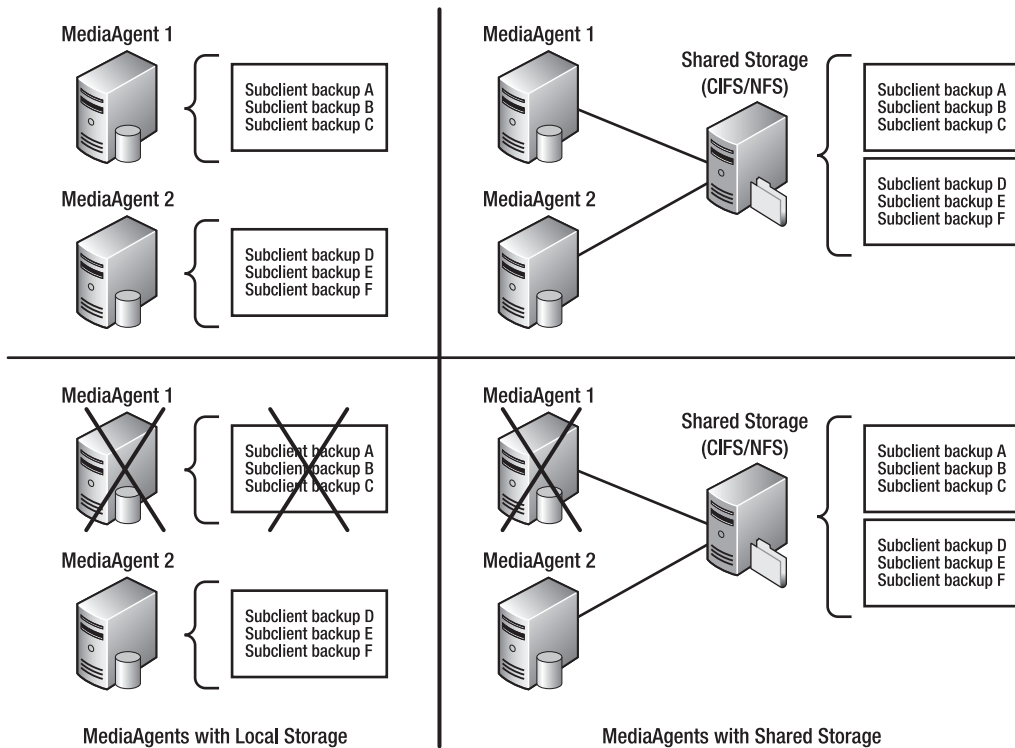 MediaAgent 1
Subclient backup A
Subclient backup B
Subclient backup C
MediaAgent 2
Subclient backup D
Subclient backup E
Subclient backup F
MediaAgent 1
Shared Storage
(CIFS/NFS)
Subclient backup A
Subclient backup B
Subclient backup C
MediaAgent 2
Subclient backup D
Subclient backup E
Subclient backup F
MediaAgent 1
Subclient backup A
Subclient backup B
Subclient backup C
MediaAgent 2
Subclient backup D
Subclient backup E
Subclient backup F
MediaAgents with Local Storage
MediaAgent 1
Shared Storage
(CIFS/NFS)
Subclient backup A
Subclient backup B
Subclient backup C
MediaAgent 2
Subclient backup D
Subclient backup E
Subclient backup F
MediaAgents with Shared Storage